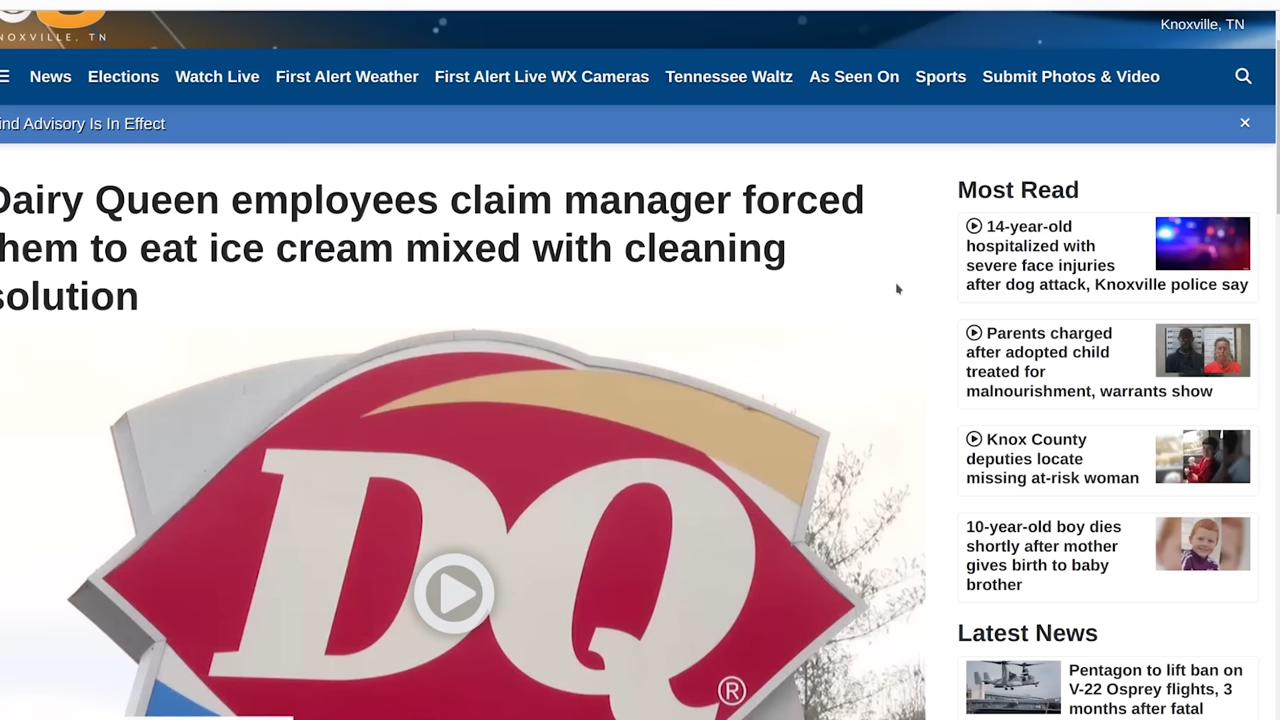 NOXVILLE, TN
Knoxville, TN
News Elections Watch Live First Alert Weather First Alert Live WX Cameras Tennessee Waltz As Seen On Sports Submit Photos & Video
ind Advisory Is In Effect
Dairy Queen employees claim manager forced
hem to eat ice cream mixed with cleaning
solution
DQ
®
Most Read
14-year-old
hospitalized with
severe face injuries
after dog attack, Knoxville police say
Parents charged
after adopted child
treated for
malnourishment, warrants show
Knox County
deputies locate
missing at-risk woman
10-year-old boy dies
shortly after mother
gives birth to baby
brother
Latest News
Pentagon to lift ban on
V-22 Osprey flights, 3
months after fatal